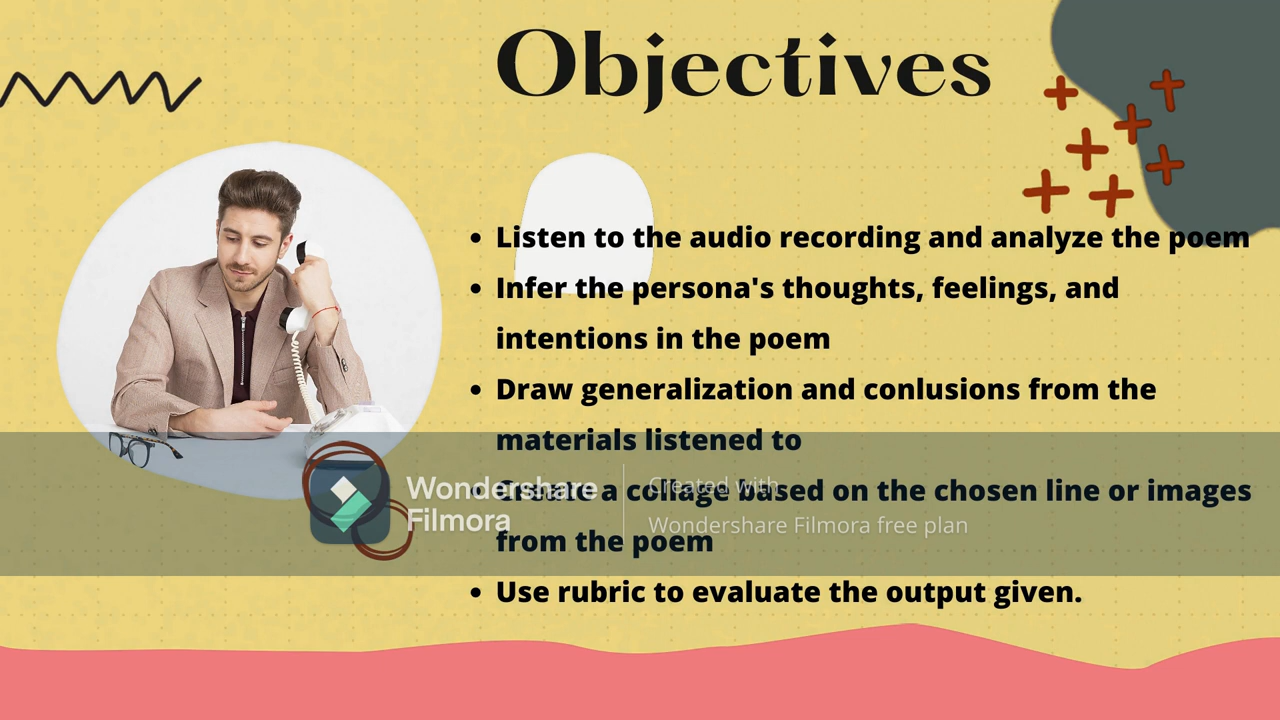 Objectives
• Listen to the audio recording and analyze the poem
• Infer the persona's thoughts, feelings, and
intentions in the poem
• Draw generalization and conlusions from the
materials listened to
• Create a collage based on the chosen line or images
from the poem
• Use rubric to evaluate the output given.
Wondershare
Filmora
Created with
Wondershare Filmora free plan